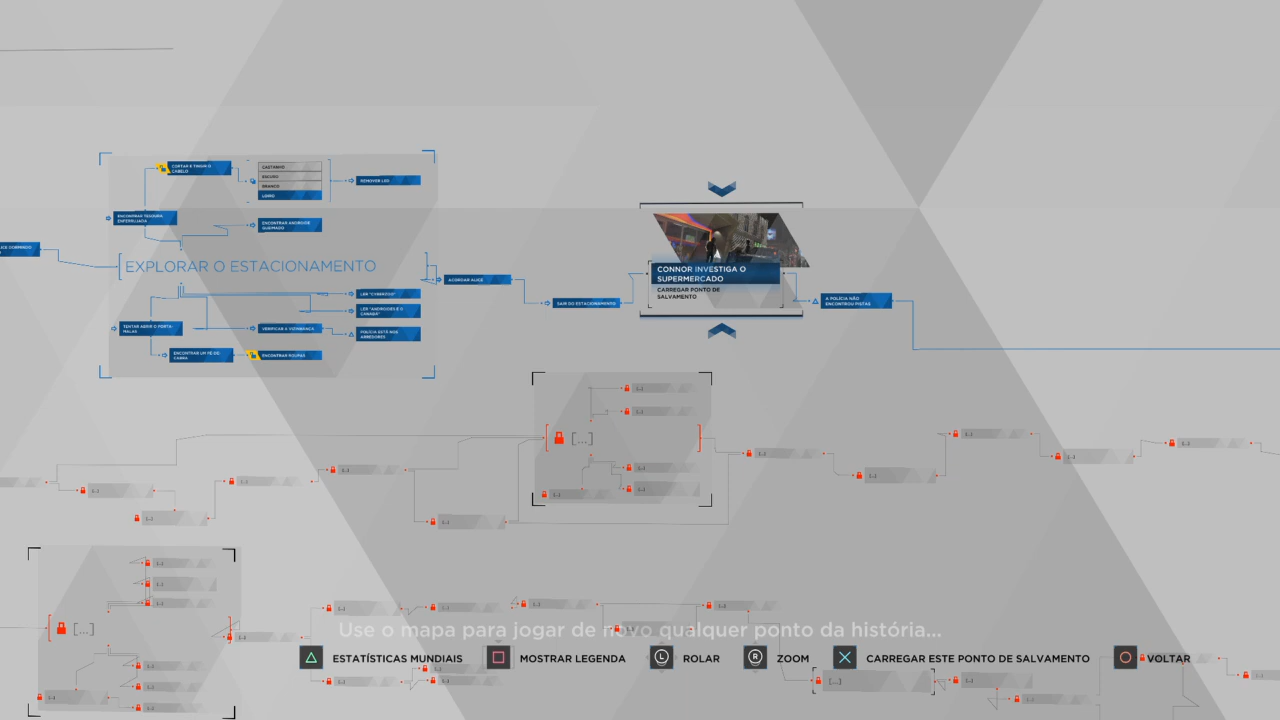 CORTAR E TINGIR O
CABELO
CASTANHO
ESCURO
BRANCO
LOIRO
REMOVER LED
ENCONTRAR TESOURA
ENFERRUJADA
ENCONTRAR ANDROIDE
QUEIMADO
EXPLORAR O ESTACIONAMENTO
ACORDAR ALICE
SAIR DO ESTACIONAMENTO
CONNOR INVESTIGA O
SUPERMERCADO
CARREGAR PONTO DE
SALVAMENTO
A POLÍCIA NÃO
ENCONTROU PISTAS
LER "ANDROIDES E O
CANADÁ"
TENTAR ABRIR O PORTA-
MALAS
VERIFICAR A VIZINHANÇA
POLÍCIA ESTÁ NOS
ARREDORES
ENCONTRAR UM PÉ DE
CABRA
ENCONTRAR ROUPAS
[...]
[...]
Use o mapa para jogar de novo qualquer ponto da história...
ESTATÍSTICAS MUNDIAIS
MOSTRAR LEGENDA
L
ROLAR
R
ZOOM
CARREGAR ESTE PONTO DE SALVAMENTO
VOLTAR
[...]